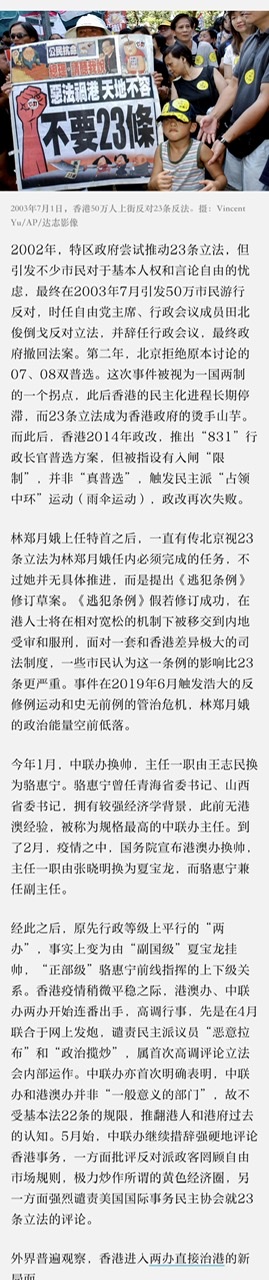 公民抗命
惡法禍港 天地不容
不要23條
2003年7月1日，香港50万人上街反对23条反法。摄：Vincent
Yu/AP/达志影像
2002年，特区政府尝试推动23条立法，但
引发不少市民对于基本人权和言论自由的忧
虑，最终在2003年7月引发50万市民游行
反对，时任自由党主席、行政会议成员田北
俊倒戈反对立法，并辞任行政会议，最终政
府撤回法案。第二年，北京拒绝原本讨论的
07、08双普选。这次事件被视为一国两制
的一个拐点，此后香港的民主化进程长期停
滞，而23条立法成为香港政府的烫手山芋。
而此后，香港2014年政改，推出“831”行
政长官普选方案，但被指设有入闸“限
制”，并非“真普选”，触发民主派“占领
中环”运动（雨伞运动），政改再次失败。
林郑月娥上任特首之后，一直有传北京视23
条立法为林郑月娥任内必须完成的任务，不
过她并无具体推进，而是提出《逃犯条例》
修订草案。《逃犯条例》假若修订成功，在
港人士将在相对宽松的机制下被移交到内地
受审和服刑，面对一套和香港差异极大的司
法制度，一些市民认为这一条例的影响比23
条更严重。事件在2019年6月触发浩大的反
修例运动和史无前例的管治危机，林郑月娥
的政治能量空前低落。
今年1月，中联办换帅，主任一职由王志民换
为骆惠宁。骆惠宁曾任青海省委书记、山西
省委书记，拥有较强经济学背景，此前无港
澳经验，被称为规格最高的中联办主任。到
了2月，疫情之中，国务院宣布港澳办换帅，
主任一职由张晓明换为夏宝龙，而骆惠宁兼
任副主任。
经此之后，原先行政等级上平行的“两
办”，事实上变为由“副国级”夏宝龙挂
帅，“正部级”骆惠宁前线指挥的上下级关
系。香港疫情稍微平稳之际，港澳办、中联
办两办开始连番出手，高调行事，先是在4月
联合于网上发炮，谴责民主派议员“恶意拉
布”和“政治揽炒”，属首次高调评论立法
会内部运作。中联办亦首次明确表明，中联
办和港澳办并非“一般意义的部门”，故不
受基本法22条的规限，推翻人和港府过去
的认知。5月始，中联办继续措辞强硬地评论
香港事务，一方面批评反对派政客罔顾自由
市场规则，极力炒作所谓的黄色经济圈，另
一方面强烈谴责美国国际事务民主协会就23
条立法的评论。
外界普遍观察，香港进入两办直接治港的新
局面